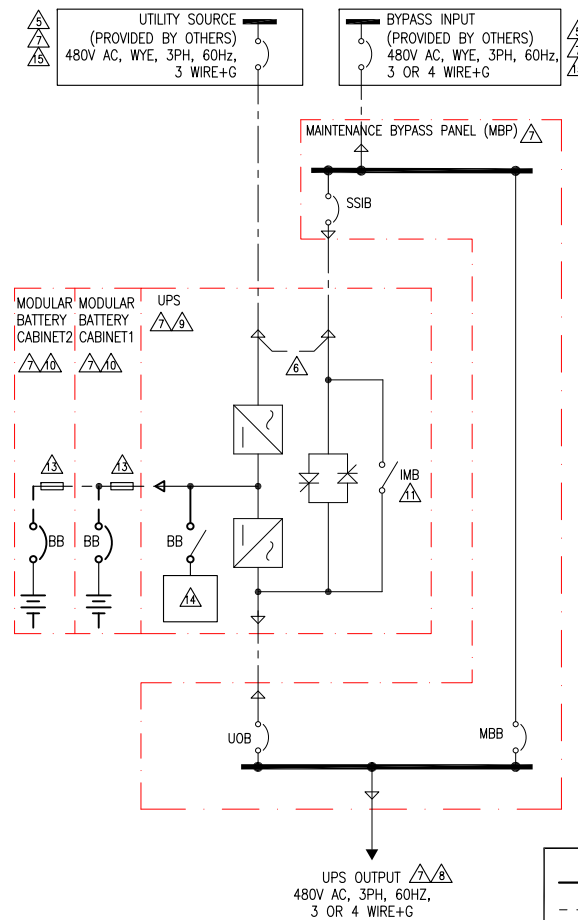 5
7
15
UTILITY SOURCE
(PROVIDED BY OTHERS)
480V AC, WYE, 3PH, 60Hz,
3 WIRE+G
BYPASS INPUT
(PROVIDED BY OTHERS)
480V AC, WYE, 3PH, 60Hz,
3 OR 4 WIRE+G
MAINTENANCE BYPASS PANEL (MBP) 7
SSIB
MODULAR
BATTERY
CABINET2
7 10
MODULAR
BATTERY
CABINET1
7 10
UPS
7 9
6
13
13
IMB
11
BB
BB
BB
14
UOB
MBB
UPS OUTPUT 7 8
480V AC, 3PH, 60HZ,
3 OR 4 WIRE+G